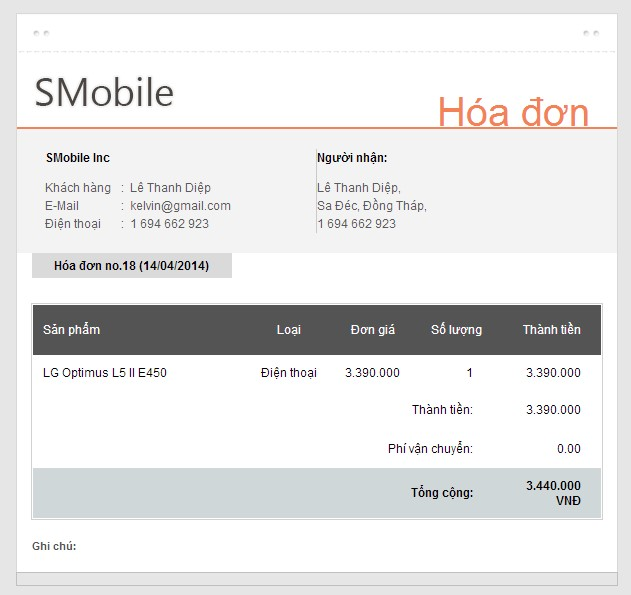 SMobile
Hóa đơn
SMobile Inc
Khách hàng : Lê Thanh Diệp
E-Mail : kelvin@gmail.com
Điện thoại : 1 694 662 923
Người nhận:
Lê Thanh Diệp,
Sa Đéc, Đồng Tháp,
1 694 662 923
Hóa đơn no.18 (14/04/2014)
Sản phẩm Loại Đơn giá Số lượng Thành tiền
LG Optimus L5 II E450 Điện thoại 3.390.000 1 3.390.000
Thành tiền: 3.390.000
Phí vận chuyển: 0.00
Tổng cộng: 3.440.000
VNĐ
Ghi chú: